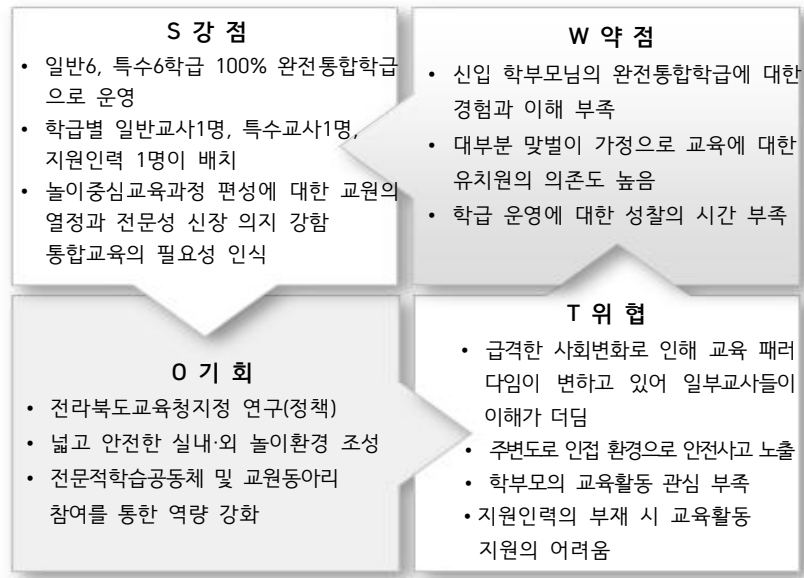 S 강 점
• 일반6, 특수6학급 100% 완전통합학급
으로 운영
• 학급별 일반교사1명, 특수교사1명,
지원인력 1명이 배치
• 놀이중심교육과정 편성에 대한 교원의
열정과 전문성 신장 의지 강함
통합교육의 필요성 인식
W 약 점
• 신입 학부모님의 완전통합학급에 대한
경험과 이해 부족
• 대부분 맞벌이 가정으로 교육에 대한
유치원의 의존도 높음
• 학급 운영에 대한 성찰의 시간 부족
O 기 회
• 전라북도교육청지정 연구(정책)
• 넓고 안전한 실내·외 놀이환경 조성
• 전문적학습공동체 및 교원동아리
참여를 통한 역량 강화
T 위 협
• 급격한 사회변화로 인해 교육 패러
다임이 변하고 있어 일부교사들이
이해가 더딤
• 주변도로 인접 환경으로 안전사고 노출
• 학부모의 교육활동 관심 부족
• 지원인력의 부재 시 교육활동
지원의 어려움